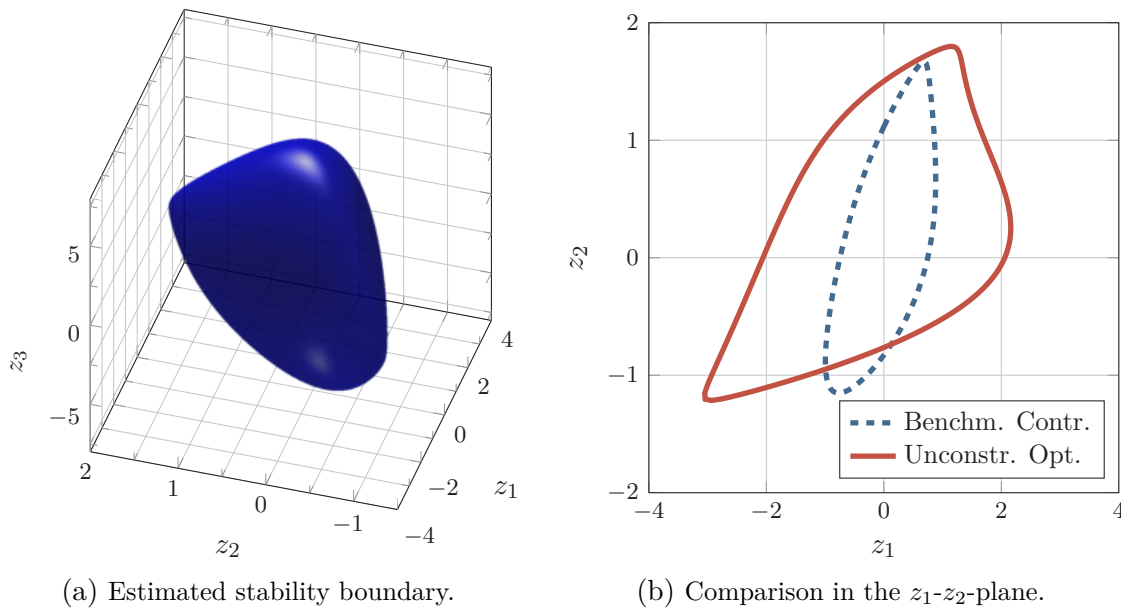 5
0
−5
z3
2
1
0
−1
z2
4
2
0
−2
−4
z1
(a) Estimated stability boundary.
2
1
0
−1
−2
z2
−4
−2
0
2
4
z1
Benchm. Contr.
Unconstr. Opt.
(b) Comparison in the z1-z2-plane.